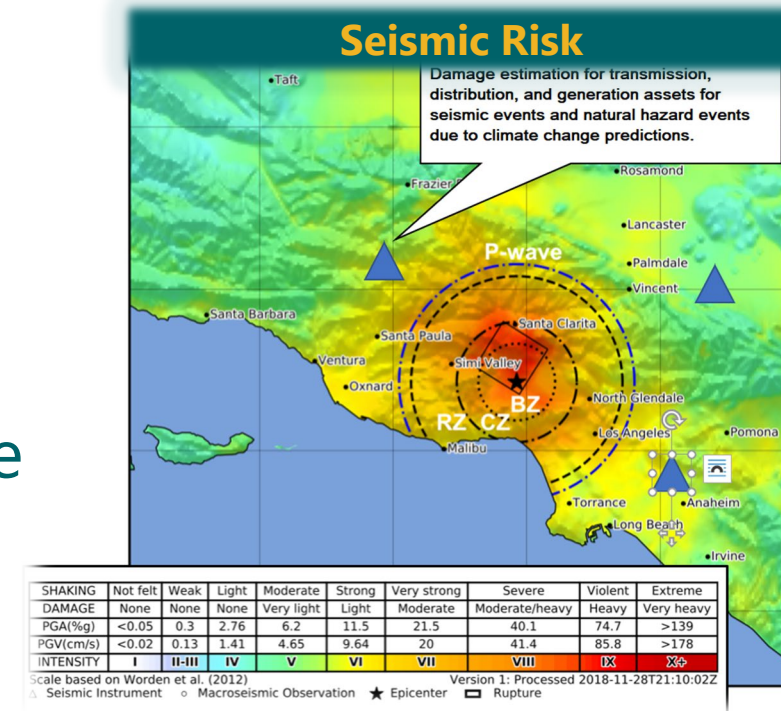 Seismic Risk
Damage estimation for transmission,
distribution, and generation assets for
seismic events and natural hazard events
due to climate change predictions.
Taft
Frazier
Rosamond
Lancaster
P-wave
Palmdale
Vincent
Santa Barbara
Santa Clarita
Santa Paula
Ventura
Simi Valley
Oxnard
North Glendale
BZ
RZ CZ
Los Angeles
Pomona
Malibu
e
Torrance
Anaheim
Long Beach
Irvine
SHAKING Not felt Weak Light Moderate Strong Very strong Severe Violent Extreme
DAMAGE None None None Very light Light Moderate Moderate/heavy Heavy Very heavy
PGA(%g) <0.05 0.3 2.76 6.2 11.5 21.5 40.1 74.7 >139
PGV(cm/s) <0.02 0.13 1.41 4.65 9.64 20 41.4 85.8 >178
INTENSITY I II-III IV V VI VII VIII IX X+
Scale based on Worden et al. (2012) Version 1: Processed 2018-11-28T21:10:02Z
Seismic Instrument Macroseismic Observation Epicenter Rupture